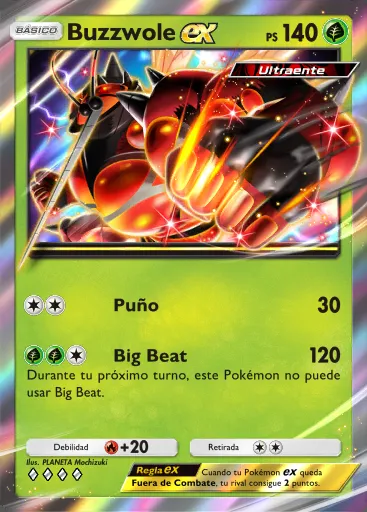 BÁSICO Buzzwole ex PS 140
Ultraente
Puño 30
Big Beat 120
Durante tu próximo turno, este Pokémon no puede
usar Big Beat.
Debilidad +20 Retirada
Ilus. PLANETA Mochizuki
Regla ex Cuando tu Pokémon ex queda
Fuera de Combate, tu rival consigue 2 puntos.